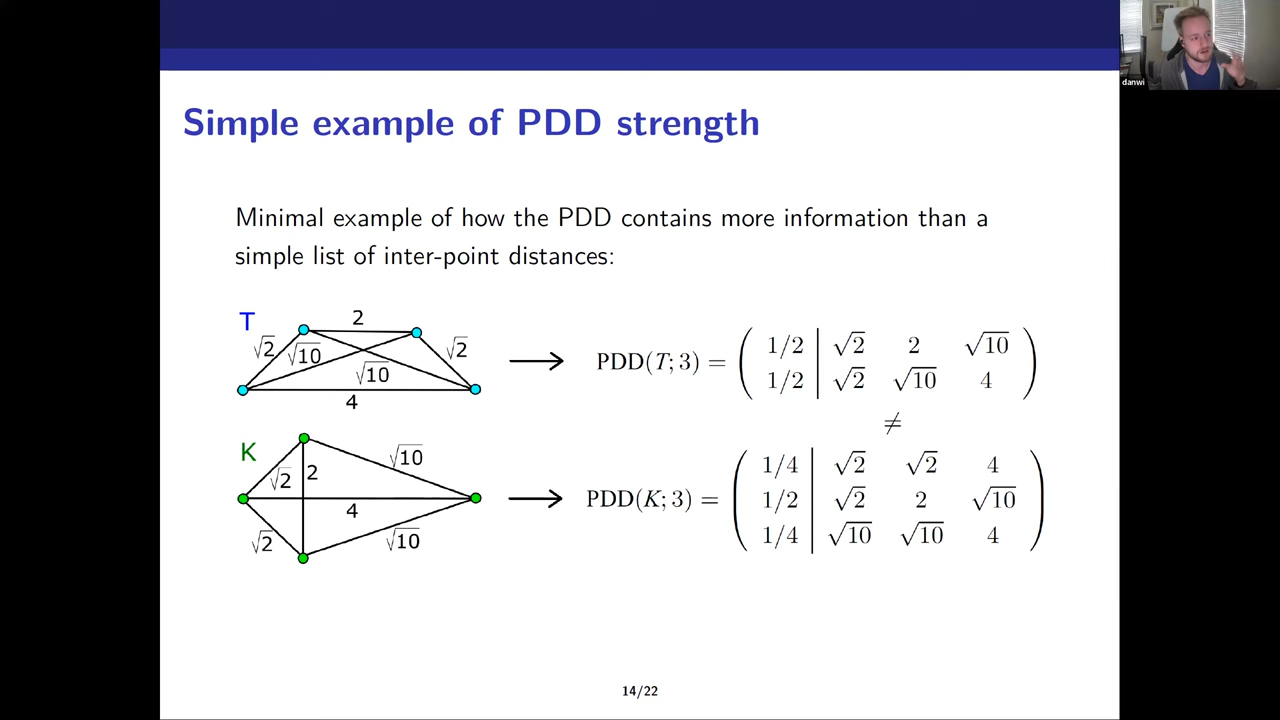 danwi
Simple example of PDD strength
Minimal example of how the PDD contains more information than a
simple list of inter-point distances:
T
2
√2
√10
√10
√2
4
PDD(T; 3) =
1/2 | √2 2 √10
1/2 | √2 √10 4
≠
K
√2
2
√10
4
√2
√10
PDD(K; 3) =
1/4 | √2 √2 4
1/2 | √2 2 √10
1/4 | √10 √10 4
14/22